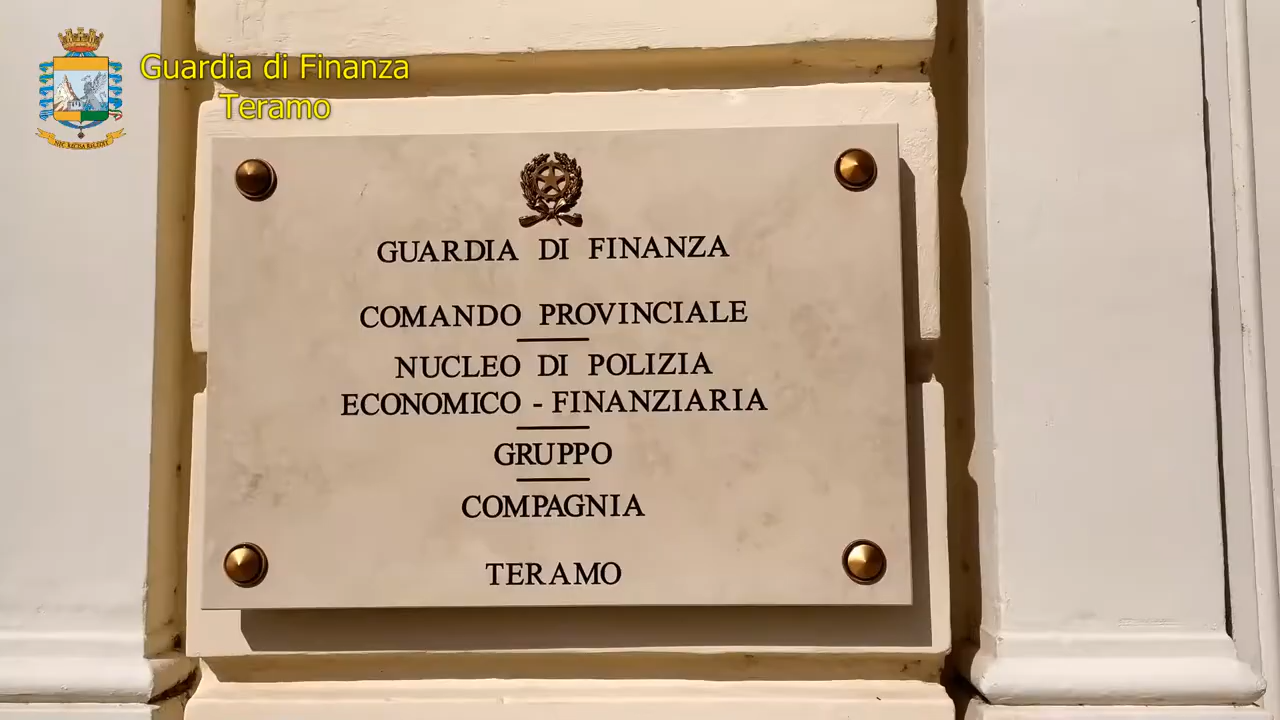 Guardia di Finanza
Teramo
GUARDIA DI FINANZA
COMANDO PROVINCIALE
NUCLEO DI POLIZIA
ECONOMICO - FINANZIARIA
GRUPPO
COMPAGNIA
TERAMO